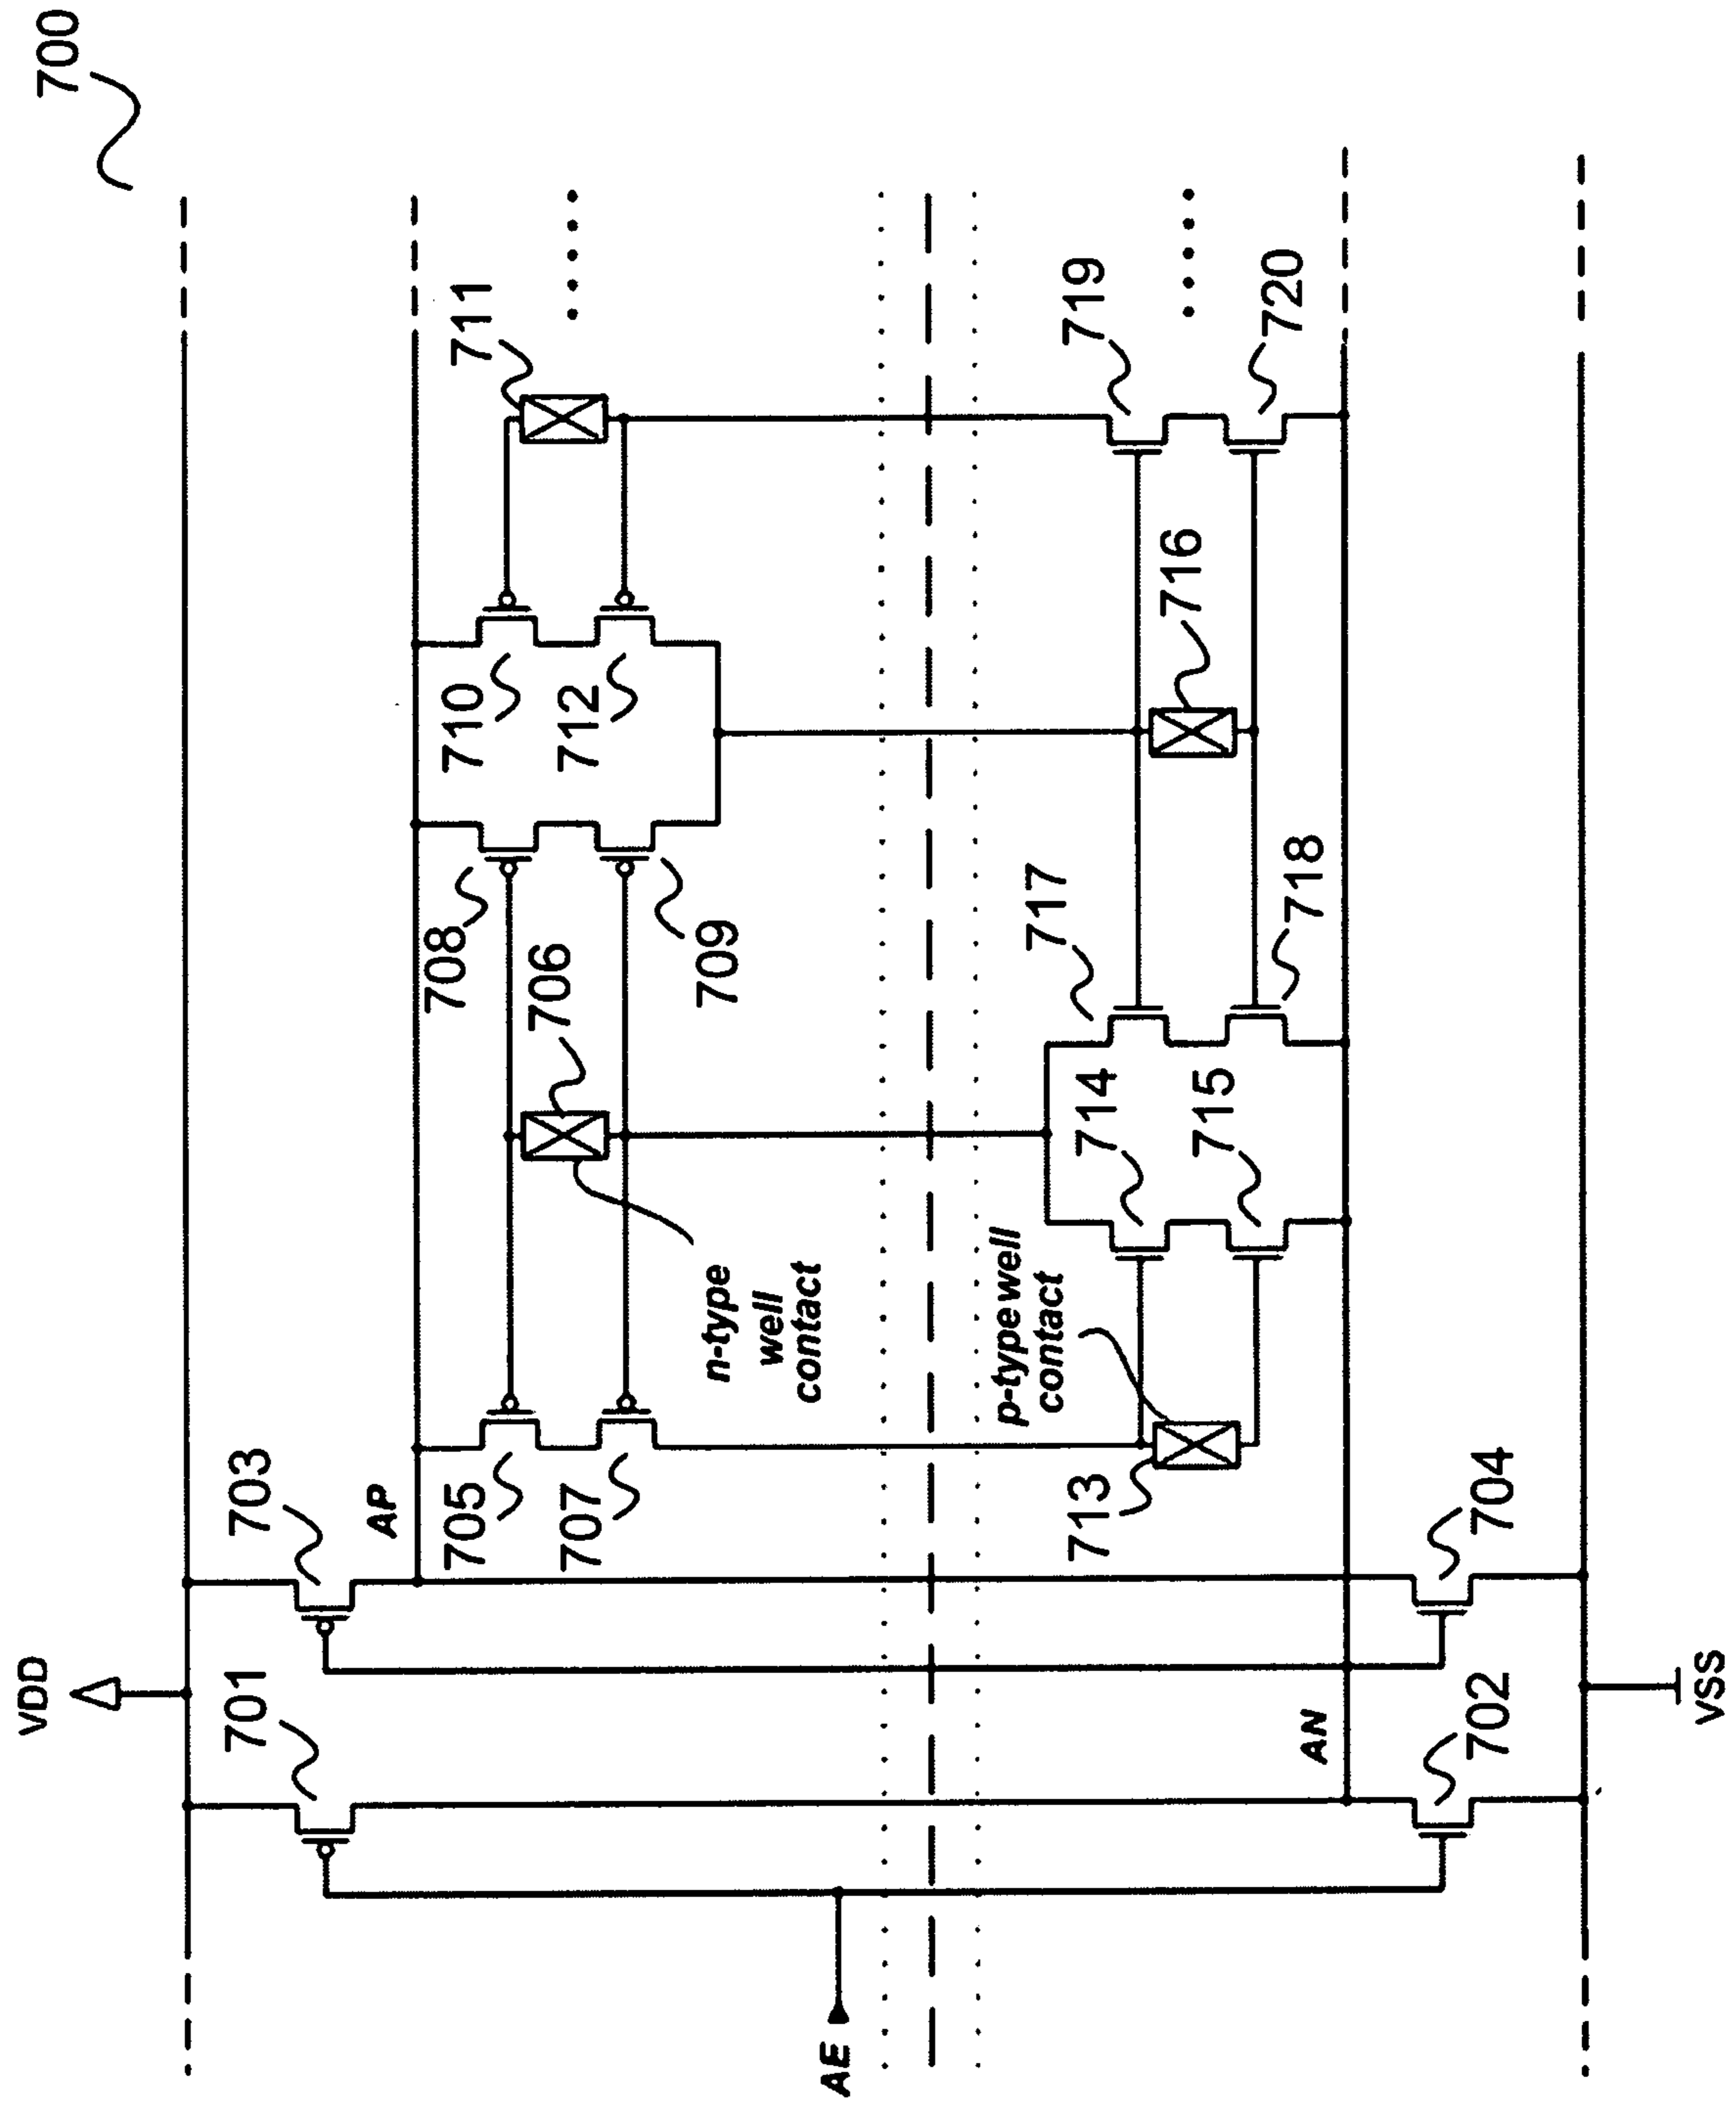 700
VDD
701
703
AP
705
707
706
708
709
710
712
711
n-type
well
contact
AE
p-type well
contact
713
714
715
717
718
716
719
720
AN
702
704
VSS